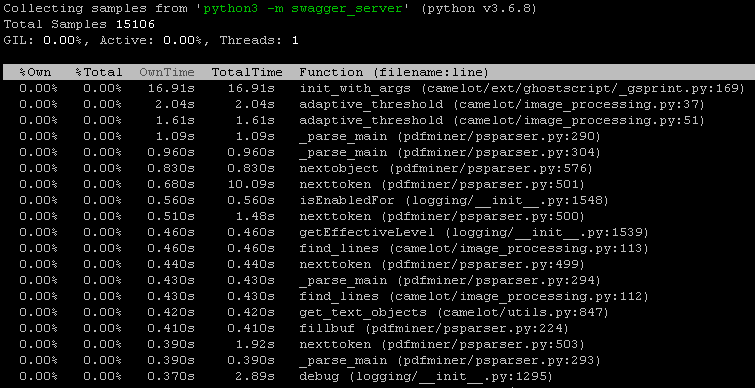 Collecting samples from 'python3 -m swagger_server' (python v3.6.8)
Total Samples 15106
GIL: 0.00%, Active: 0.00%, Threads: 1
%Own %Total OwnTime TotalTime Function (filename:line)
0.00% 0.00% 16.91s 16.91s init_with_args (camelot/ext/ghostscript/_gsprint.py:169)
0.00% 0.00% 2.04s 2.04s adaptive_threshold (camelot/image_processing.py:37)
0.00% 0.00% 1.61s 1.61s adaptive_threshold (camelot/image_processing.py:51)
0.00% 0.00% 1.09s 1.09s _parse_main (pdfminer/psparser.py:290)
0.00% 0.00% 0.960s 0.960s _parse_main (pdfminer/psparser.py:304)
0.00% 0.00% 0.830s 0.830s nextobject (pdfminer/psparser.py:576)
0.00% 0.00% 0.680s 10.09s nexttoken (pdfminer/psparser.py:501)
0.00% 0.00% 0.560s 0.560s isEnabledFor (logging/__init__.py:1548)
0.00% 0.00% 0.510s 1.48s nexttoken (pdfminer/psparser.py:500)
0.00% 0.00% 0.460s 0.460s getEffectiveLevel (logging/__init__.py:1539)
0.00% 0.00% 0.460s 0.460s find_lines (camelot/image_processing.py:113)
0.00% 0.00% 0.440s 0.440s nexttoken (pdfminer/psparser.py:499)
0.00% 0.00% 0.430s 0.430s _parse_main (pdfminer/psparser.py:294)
0.00% 0.00% 0.430s 0.430s find_lines (camelot/image_processing.py:112)
0.00% 0.00% 0.420s 0.420s get_text_objects (camelot/utils.py:847)
0.00% 0.00% 0.410s 0.410s fillbuf (pdfminer/psparser.py:224)
0.00% 0.00% 0.390s 1.92s nexttoken (pdfminer/psparser.py:503)
0.00% 0.00% 0.390s 0.390s _parse_main (pdfminer/psparser.py:293)
0.00% 0.00% 0.370s 2.89s debug (logging/__init__.py:1295)